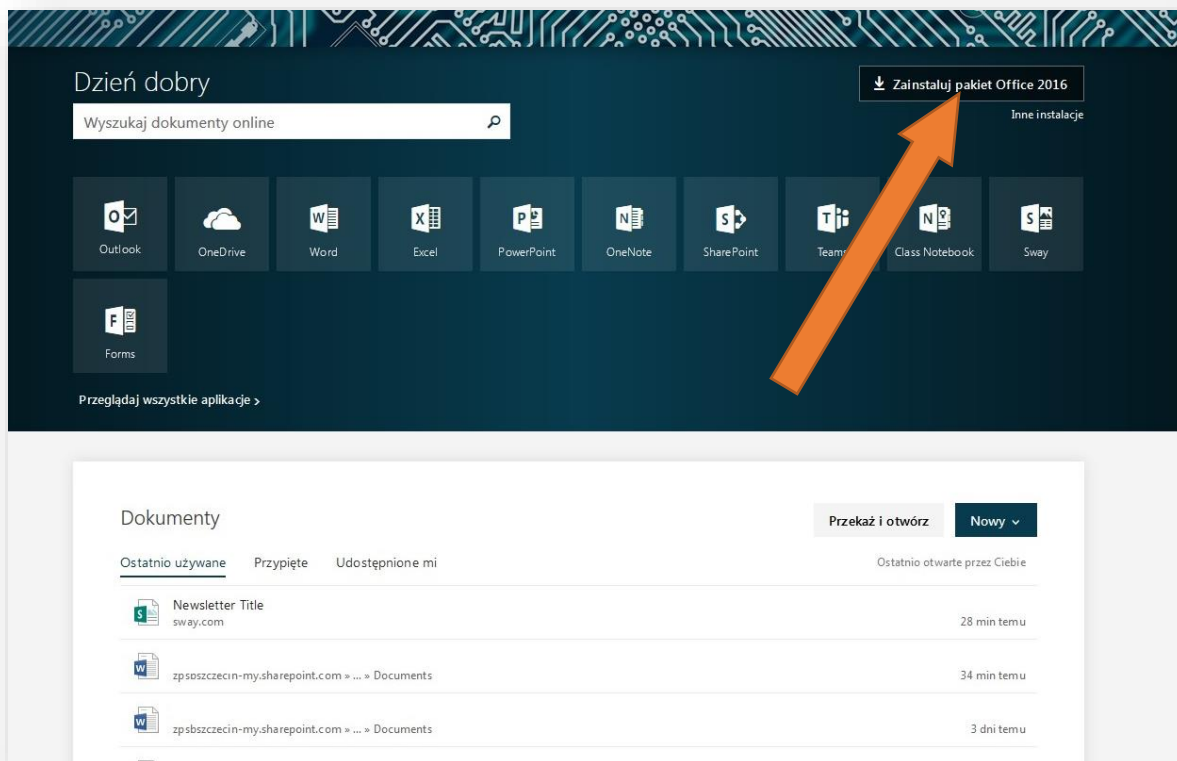 Dzień dobry
Zainstaluj pakiet Office 2016
Wyszukaj dokumenty online
Inne instalacje
Outlook
OneDrive
Word
Excel
PowerPoint
OneNote
SharePoint
Teams
Class Notebook
Sway
Forms
Przeglądaj wszystkie aplikacje >
Dokumenty
Przekaż i otwórz
Nowy
Ostatnio używane Przypięte Udostępnione mi
Ostatnio otwarte przez Ciebie
Newsletter Title
sway.com
28 min temu
zpsbszczecin-my.sharepoint.com » ... » Documents
34 min temu
zpsbszczecin-my.sharepoint.com » ... » Documents
3 dni temu